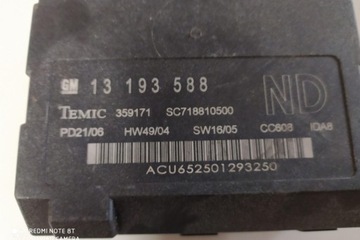 GM 13 193 588 ND
TEMIC 359171 SC718810500
PD21/06 HW49/04 SW16/05 CC608 IDA8
ACU652501293250
REDMI NOTE 8T